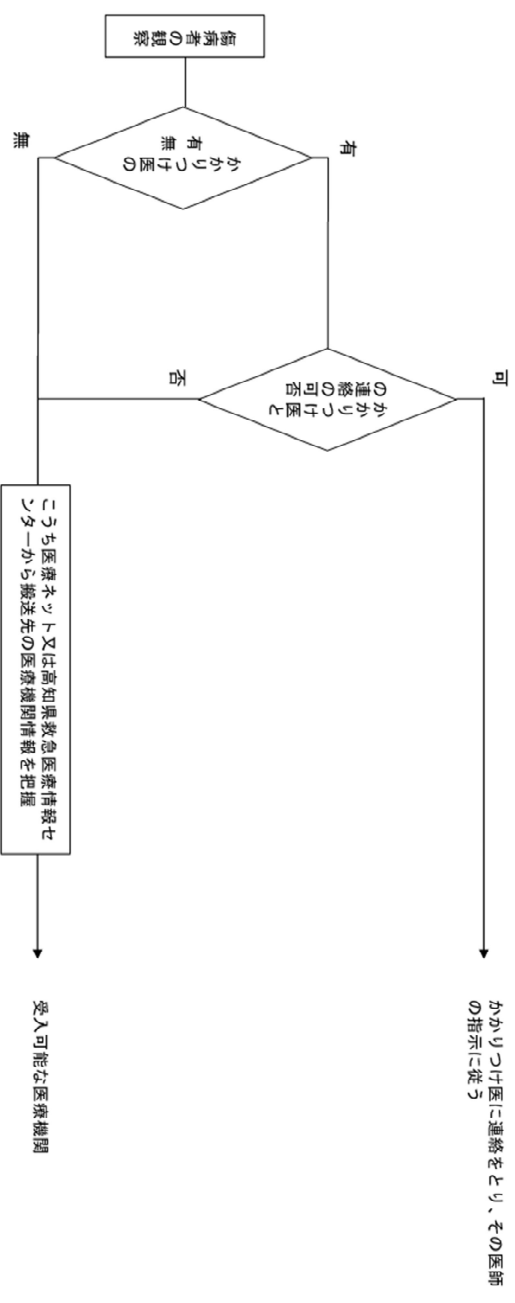 傷病者の観察
かかりつけ医の
有無
有
無
かかりつけ医と
の連絡の可否
可
否
かかりつけ医に連絡をとり、その医師
の指示に従う
こうち医療ネット又は高知県救急医療情報セ
ンターから搬送先の医療機関情報を把握
受入可能な医療機関